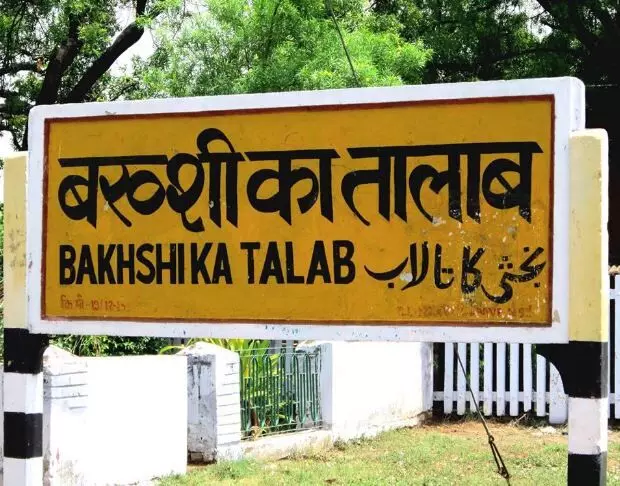 बख्शी का तालाब
BAKHSHI KA TALAB بخشی کا تالاب